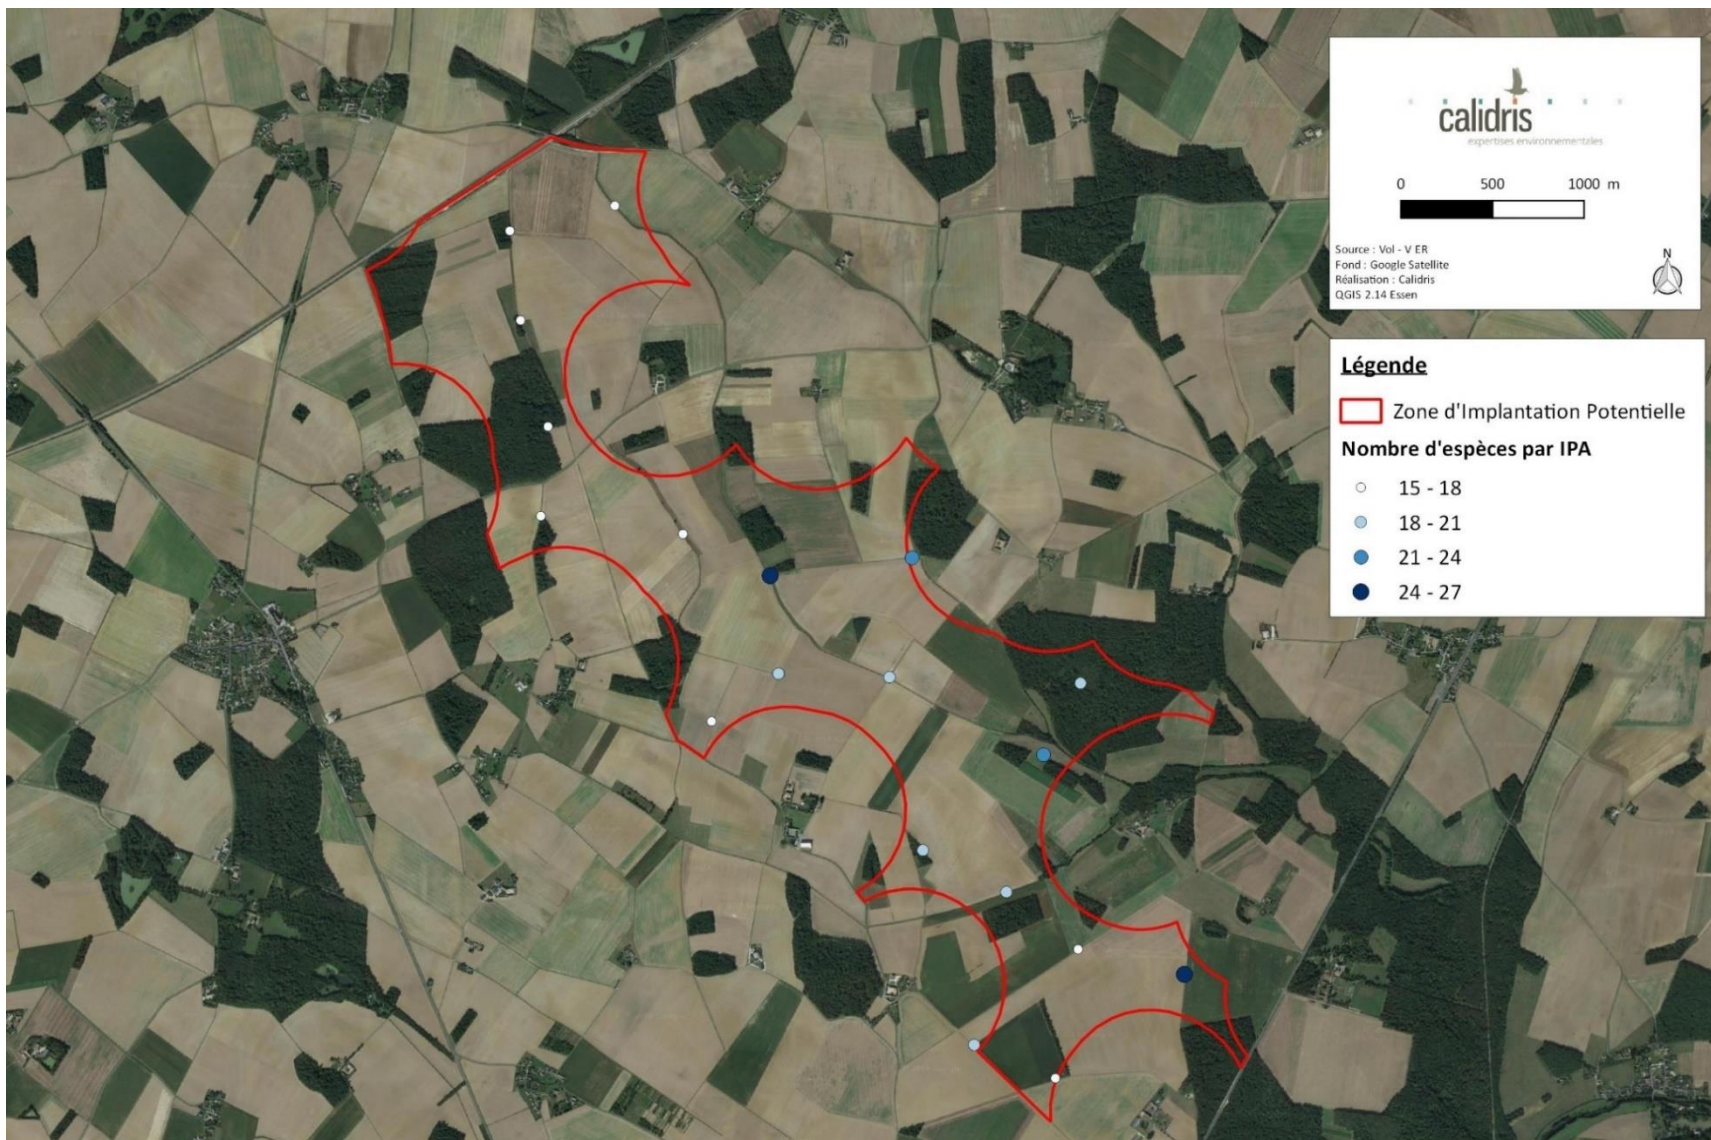 calidris
expertises environnementales
0 500 1000 m
Source : Vol - V ER
Fond : Google Satellite
Réalisation : Calidris
QGIS 2.14 Essen
N
Légende
Zone d'Implantation Potentielle
Nombre d'espèces par IPA
15 - 18
18 - 21
21 - 24
24 - 27